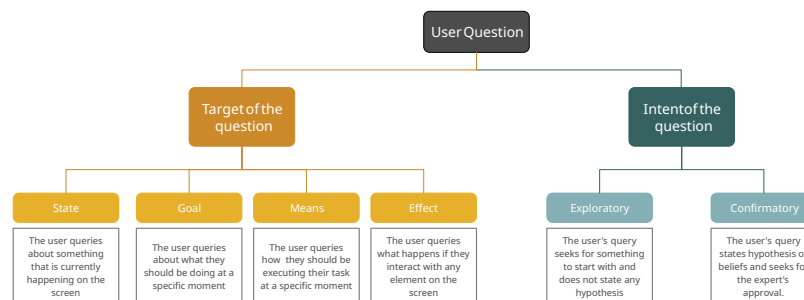 User Question
Target of the
question
Intent of the
question
State
Goal
Means
Effect
Exploratory
Confirmatory
The user queries
about something
that is currently
happening on the
screen
The user queries
about what they
should be doing at a
specific moment
The user queries
how they should be
executing their task
at a specific moment
The user queries
what happens if they
interact with any
element on the
screen
The user's query
seeks for something
to start with and
does not state any
hypothesis
The user's query
states hypothesis o
beliefs and seeks fo
the expert's
approval.